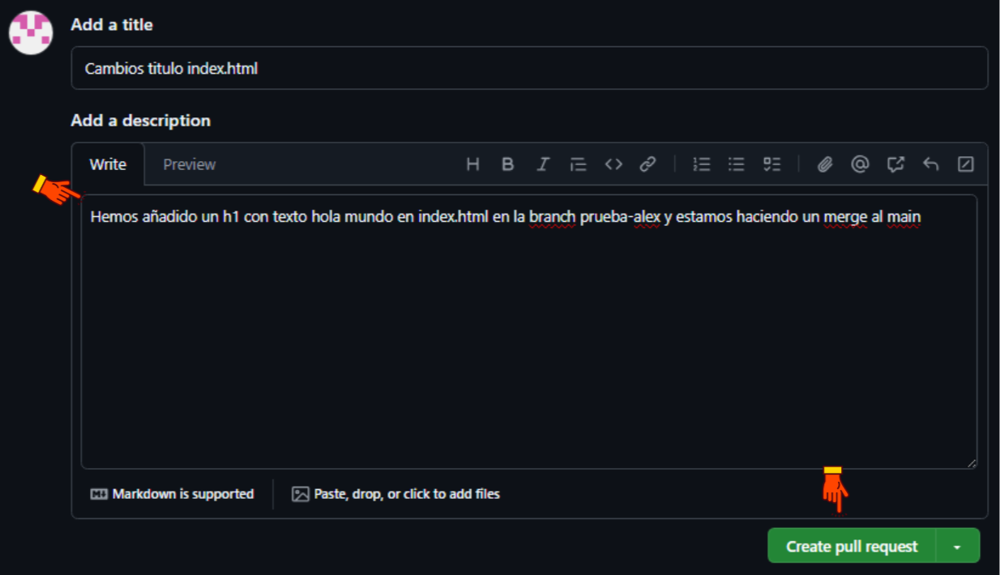 Add a title
Cambios titulo index.html
Add a description
Write Preview
Hemos añadido un h1 con texto hola mundo en index.html en la branch prueba-alex y estamos haciendo un merge al main
Markdown is supported Paste, drop, or click to add files
Create pull request